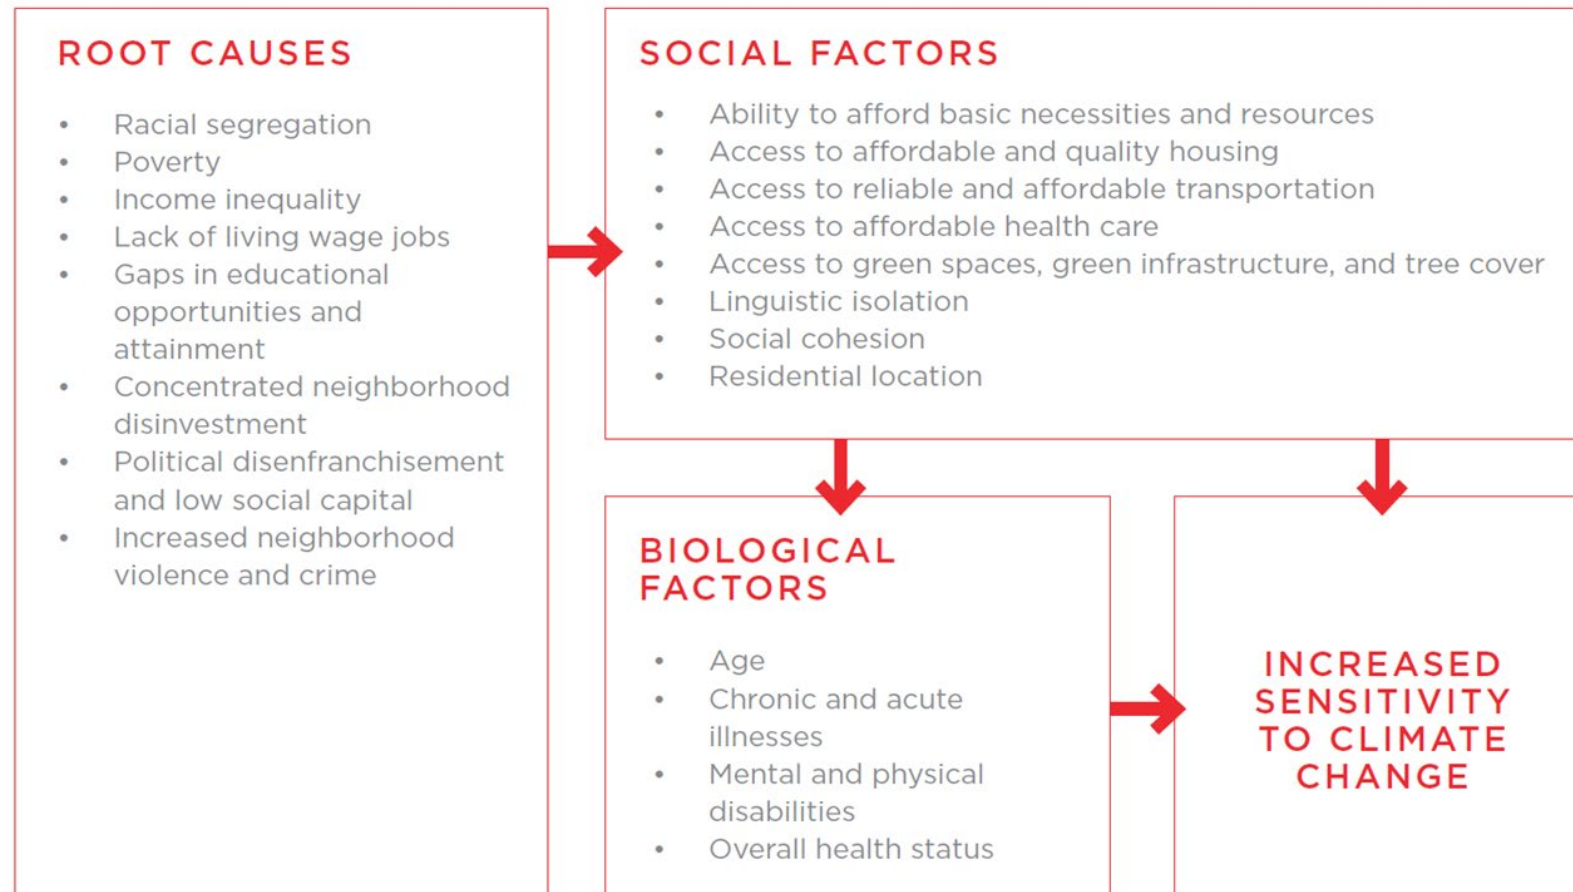 ROOT CAUSES
• Racial segregation
• Poverty
• Income inequality
• Lack of living wage jobs
• Gaps in educational
opportunities and
attainment
• Concentrated neighborhood
disinvestment
• Political disenfranchisement
and low social capital
• Increased neighborhood
violence and crime
SOCIAL FACTORS
• Ability to afford basic necessities and resources
• Access to affordable and quality housing
• Access to reliable and affordable transportation
• Access to affordable health care
• Access to green spaces, green infrastructure, and tree cover
• Linguistic isolation
• Social cohesion
• Residential location
BIOLOGICAL
FACTORS
• Age
• Chronic and acute
illnesses
• Mental and physical
disabilities
• Overall health status
INCREASED
SENSITIVITY
TO CLIMATE
CHANGE